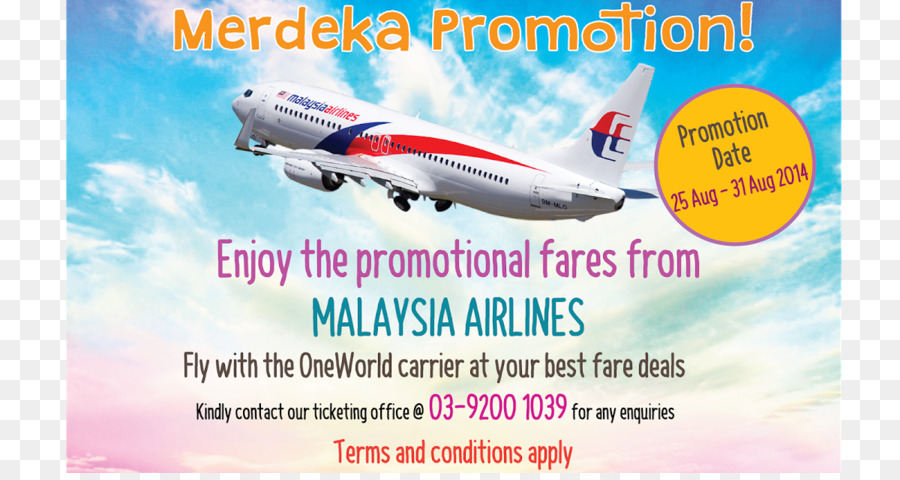 Merdeka Promotion!
malaysiaairlines
Promotion
Date
25 Aug - 31 Aug 2014
Enjoy the promotional fares from
MALAYSIA AIRLINES
Fly with the OneWorld carrier at your best fare deals
Kindly contact our ticketing office @ 03-9200 1039 for any enquiries
Terms and conditions apply